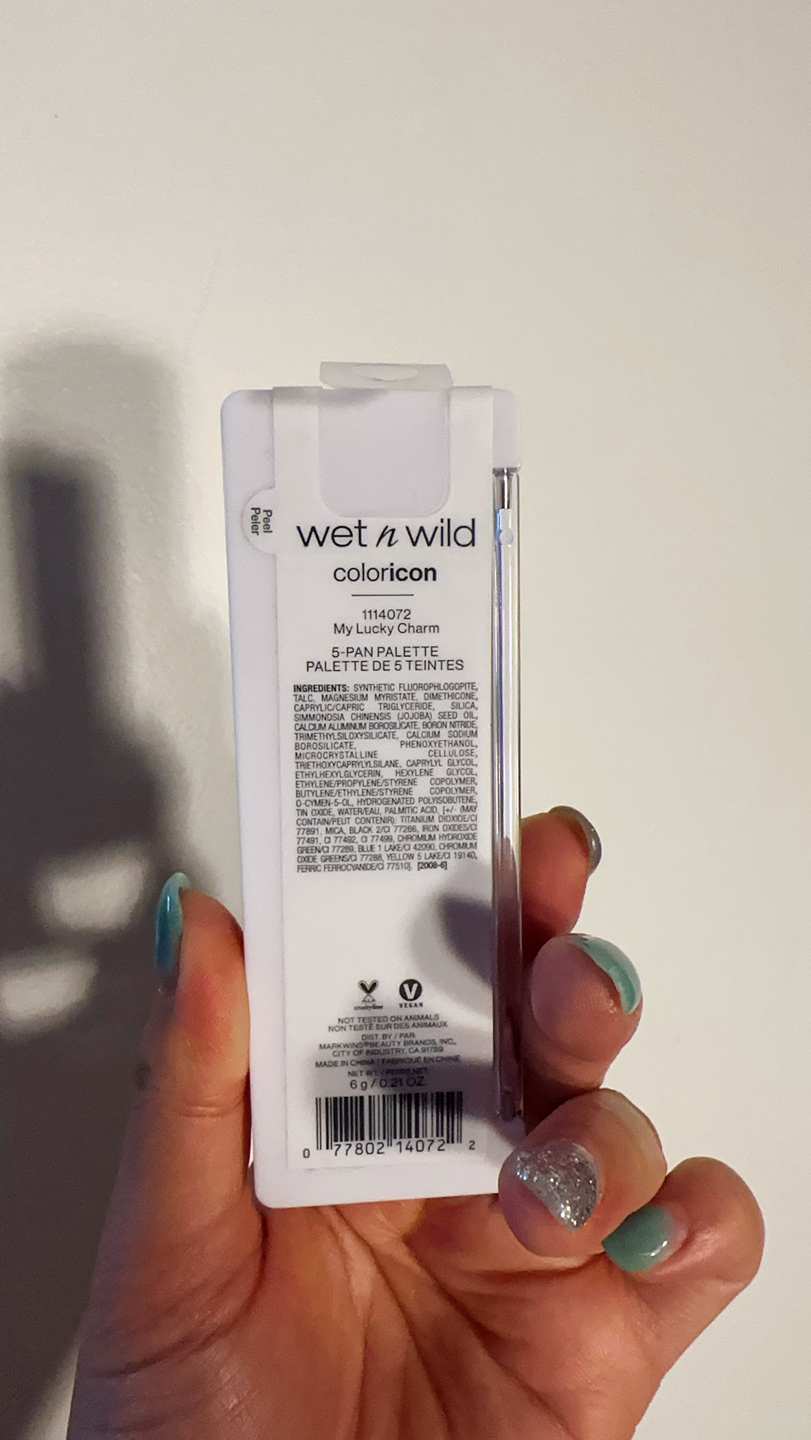 Peel
Peler
wet n wild
coloricon
1114072
My Lucky Charm
5-PAN PALETTE
PALETTE DE 5 TEINTES
INGREDIENTS: SYNTHETIC FLUOROPHLOGOPITE,
TALC, MAGNESIUM MYRISTATE, DIMETHICONE,
CAPRYLIC/CAPRIC TRIGLYCERIDE, SILICA,
SIMMONDSIA CHINENSIS (JOJOBA) SEED OIL,
CALCIUM ALUMINUM BOROSILICATE, BORON NITRIDE,
TRIMETHYLSILOXYSILICATE, CALCIUM SODIUM
BOROSILICATE, PHENOXYETHANOL,
MICROCRYSTALLINE CELLULOSE,
TRIETHOXYCAPRYLYLSILANE, CAPRYLYL GLYCOL,
ETHYLHEXYLGLYCERIN, HEXYLENE GLYCOL,
ETHYLENE/PROPYLENE/STYRENE COPOLYMER,
BUTYLENE/ETHYLENE/STYRENE COPOLYMER,
O-CYMEN-5-OL, HYDROGENATED POLYISOBUTENE,
TIN OXIDE, WATER/EAU, PALMITIC ACID, [+/- (MAY
CONTAIN/PEUT CONTENIR): TITANIUM DIOXIDE/CI
77891, MICA, BLACK 2/CI 77266, IRON OXIDES/CI
77491, CI 77492, CI 77499, CHROMIUM HYDROXIDE
GREEN/CI 77289, BLUE 1 LAKE/CI 42090, CHROMIUM
OXIDE GREENS/CI 77288, YELLOW 5 LAKE/CI 19140,
FERRIC FERROCYANIDE/CI 77510]. [2008-6]
crueltyfree
V
VEGAN
NOT TESTED ON ANIMALS
NON TESTÉ SUR DES ANIMAUX
DIST. BY / PAR:
MARKWINS® BEAUTY BRANDS, INC.,
CITY OF INDUSTRY, CA 91789
MADE IN CHINA / FABRIQUÉ EN CHINE
NET WT. / POIDS NET:
6 g / 0.21 OZ.
0 77802 14072 2